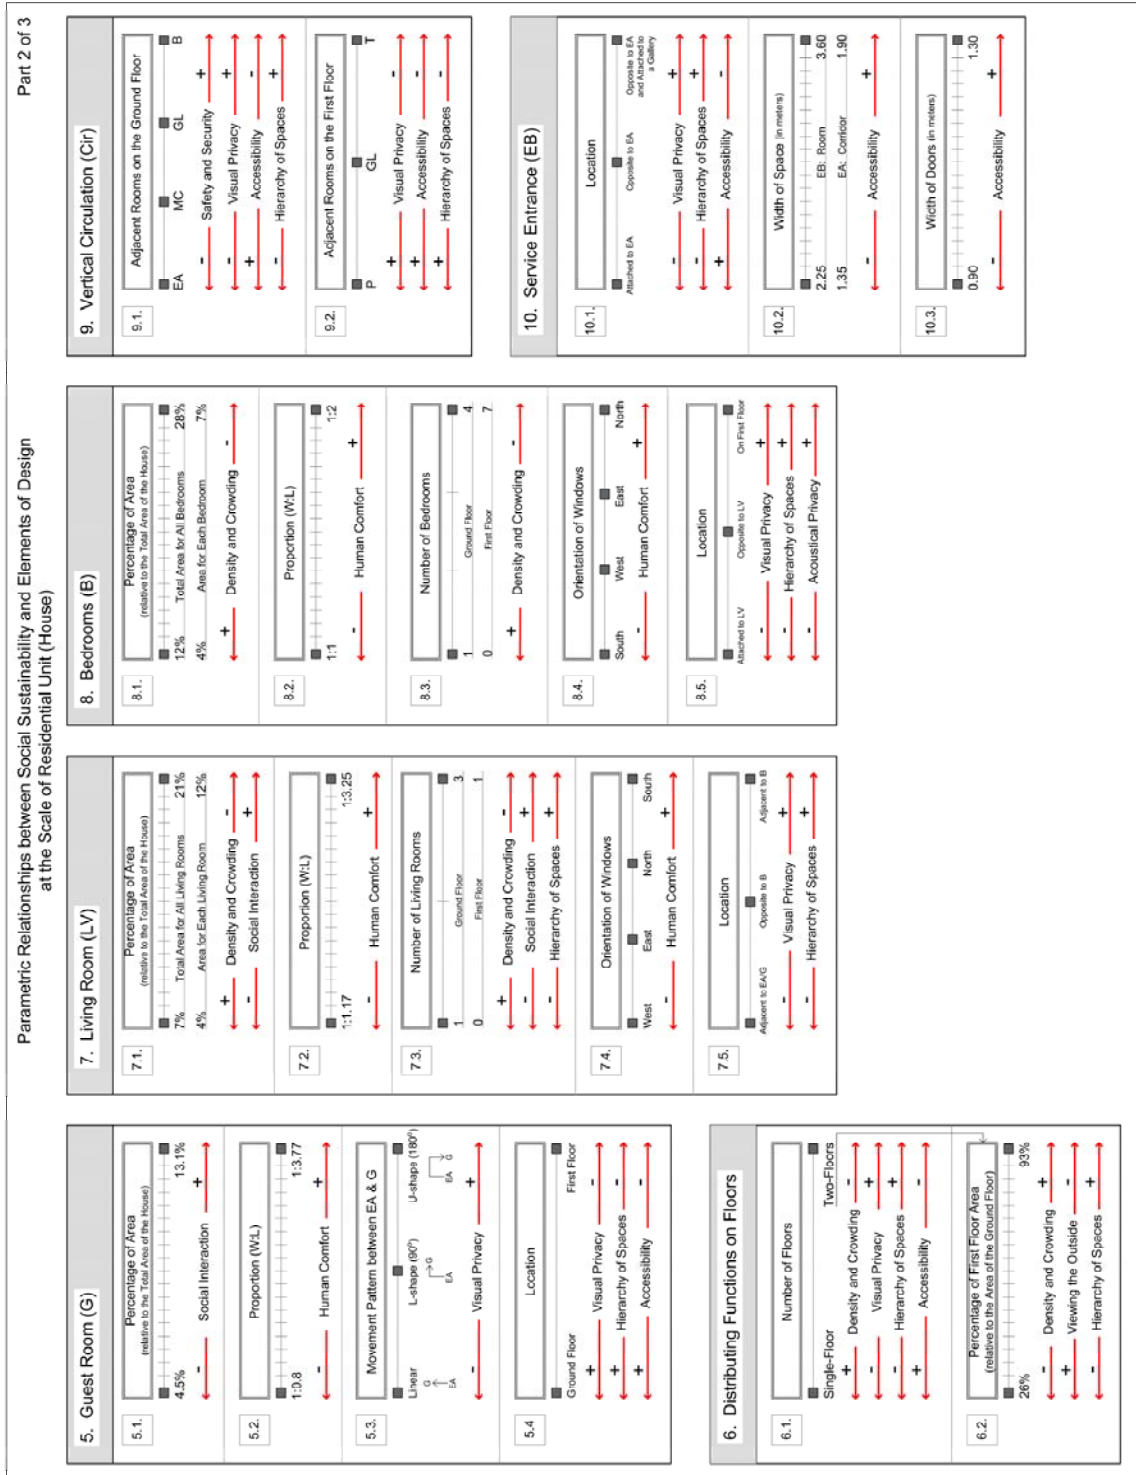 Parametric Relationships between Social Sustainability and Elements of Design
at the Scale of Residential Unit (House)
Part 2 of 3
5. Guest Room (G)
5.1.
Percentage of Area
(relative to the Total Area of the House)
4.5% 13.1%
- Social Interaction +
5.2.
Proportion (W:L)
1:0.8 1:3.77
- Human Comfort +
5.3.
Movement Pattern between EA & G
Linear L-shape (90⁰) U-shape (180⁰)
G EA EA G EA G
- Visual Privacy +
5.4
Location
Ground Floor First Floor
+ Visual Privacy -
+ Hierarchy of Spaces -
+ Accessibility -
6. Distributing Functions on Floors
6.1.
Number of Floors
Single-Floor Two-Floors
+ Density and Crowding -
- Visual Privacy +
- Hierarchy of Spaces +
+ Accessibility -
6.2.
Percentage of First Floor Area
(relative to the Area of the Ground Floor)
26% 93%
- Density and Crowding +
+ Viewing the Outside -
- Hierarchy of Spaces +
7. Living Room (LV)
7.1.
Percentage of Area
(relative to the Total Area of the House)
7% Total Area for All Living Rooms 21%
4% Area for Each Living Room 12%
+ Density and Crowding -
- Social Interaction +
7.2.
Proportion (W:L)
1:1.17 1:3.25
- Human Comfort +
7.3.
Number of Living Rooms
1 Ground Floor 3
0 First Floor 1
+ Density and Crowding -
- Social Interaction +
- Hierarchy of Spaces +
7.4.
Orientation of Windows
West East North South
- Human Comfort +
7.5.
Location
Adjacent to EA/G Opposite to B Adjacent to B
- Visual Privacy +
- Hierarchy of Spaces +
8. Bedrooms (B)
8.1.
Percentage of Area
(relative to the Total Area of the House)
12% Total Area for All Bedrooms 28%
4% Area for Each Bedroom 7%
+ Density and Crowding -
8.2.
Proportion (W:L)
1:1 1:2
- Human Comfort +
8.3.
Number of Bedrooms
1 Ground Floor 4
0 First Floor 7
+ Density and Crowding -
8.4.
Orientation of Windows
South West East North
- Human Comfort +
8.5.
Location
Attached to LV Opposite to LV On First Floor
- Visual Privacy +
- Hierarchy of Spaces +
- Acoustical Privacy +
9. Vertical Circulation (Cir)
9.1.
Adjacent Rooms on the Ground Floor
EA MC GL B
- Safety and Security +
- Visual Privacy +
+ Accessibility -
- Hierarchy of Spaces +
9.2.
Adjacent Rooms on the First Floor
P GL T
+ Visual Privacy -
+ Accessibility -
+ Hierarchy of Spaces -
10. Service Entrance (EB)
10.1.
Location
Attached to EA Opposite to EA Opposite to EA
and Attached to
a Gallery
- Visual Privacy +
- Hierarchy of Spaces +
+ Accessibility -
10.2.
Width of Space (in meters)
2.25 EB: Room 3.60
1.35 EA: Corridor 1.90
- Accessibility +
10.3.
Width of Doors (in meters)
0.90 1.30
- Accessibility +